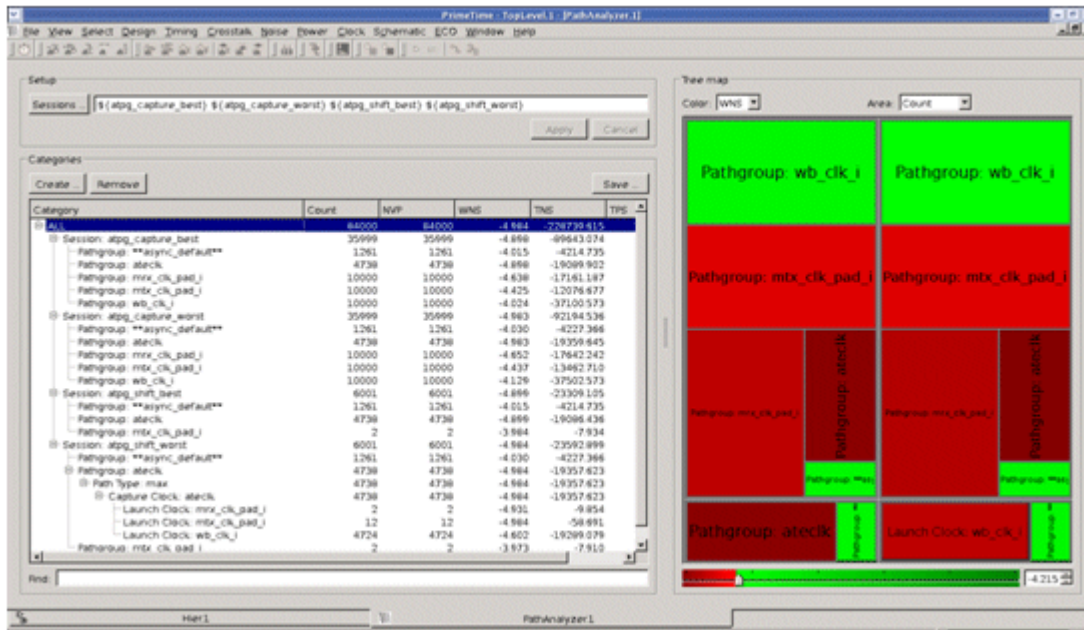 PrimeTime - TopLevel.1 - [PathAnalyzer.1]
File View Select Design Timing Crosstalk Noise Power Clock Schematic ECO Window Help
Setup
Sessions ... ${atpg_capture_best} ${atpg_capture_worst} ${atpg_shift_best} ${atpg_shift_worst}
Apply Cancel
Categories
Create ... Remove Save ...
Category Count NVP WNS TNS TPS
ALL 84000 84000 -4.984 -228739.615
Session: atpg_capture_best 35999 35999 -4.898 -89643.074
Pathgroup: **async_default** 1261 1261 -4.015 -4214.735
Pathgroup: ateclk 4738 4738 -4.898 -19089.902
Pathgroup: mrx_clk_pad_i 10000 10000 -4.638 -17161.187
Pathgroup: mtx_clk_pad_i 10000 10000 -4.425 -12076.677
Pathgroup: wb_clk_i 10000 10000 -4.024 -37100.573
Session: atpg_capture_worst 35999 35999 -4.983 -92194.536
Pathgroup: **async_default** 1261 1261 -4.030 -4227.366
Pathgroup: ateclk 4738 4738 -4.983 -19359.645
Pathgroup: mrx_clk_pad_i 10000 10000 -4.652 -17642.242
Pathgroup: mtx_clk_pad_i 10000 10000 -4.437 -13462.710
Pathgroup: wb_clk_i 10000 10000 -4.129 -37502.573
Session: atpg_shift_best 6001 6001 -4.899 -23309.105
Pathgroup: **async_default** 1261 1261 -4.015 -4214.735
Pathgroup: ateclk 4738 4738 -4.899 -19086.436
Pathgroup: mtx_clk_pad_i 2 2 -3.984 -7.934
Session: atpg_shift_worst 6001 6001 -4.984 -23592.899
Pathgroup: **async_default** 1261 1261 -4.030 -4227.366
Pathgroup: ateclk 4738 4738 -4.984 -19357.623
Path Type: max 4738 4738 -4.984 -19357.623
Capture Clock: ateclk 4738 4738 -4.984 -19357.623
Launch Clock: mrx_clk_pad_i 2 2 -4.931 -9.854
Launch Clock: mtx_clk_pad_i 12 12 -4.984 -58.691
Launch Clock: wb_clk_i 4724 4724 -4.602 -19289.079
Pathgroup: mtx_clk_pad_i 2 2 -3.973 -7.910
Find:
Tree map
Color: WNS Area: Count
Pathgroup: wb_clk_i Pathgroup: wb_clk_i
Pathgroup: mtx_clk_pad_i Pathgroup: mtx_clk_pad_i
Pathgroup: mrx_clk_pad_i Pathgroup: ateclk Pathgroup: mrx_clk_pad_i Pathgroup: ateclk
Pathgroup: **as Pathgroup: **as
Pathgroup: ateclk Pathgroup: * Launch Clock: wb_clk_i Pathgroup: *
-4.215
Hier.1 PathAnalyzer.1